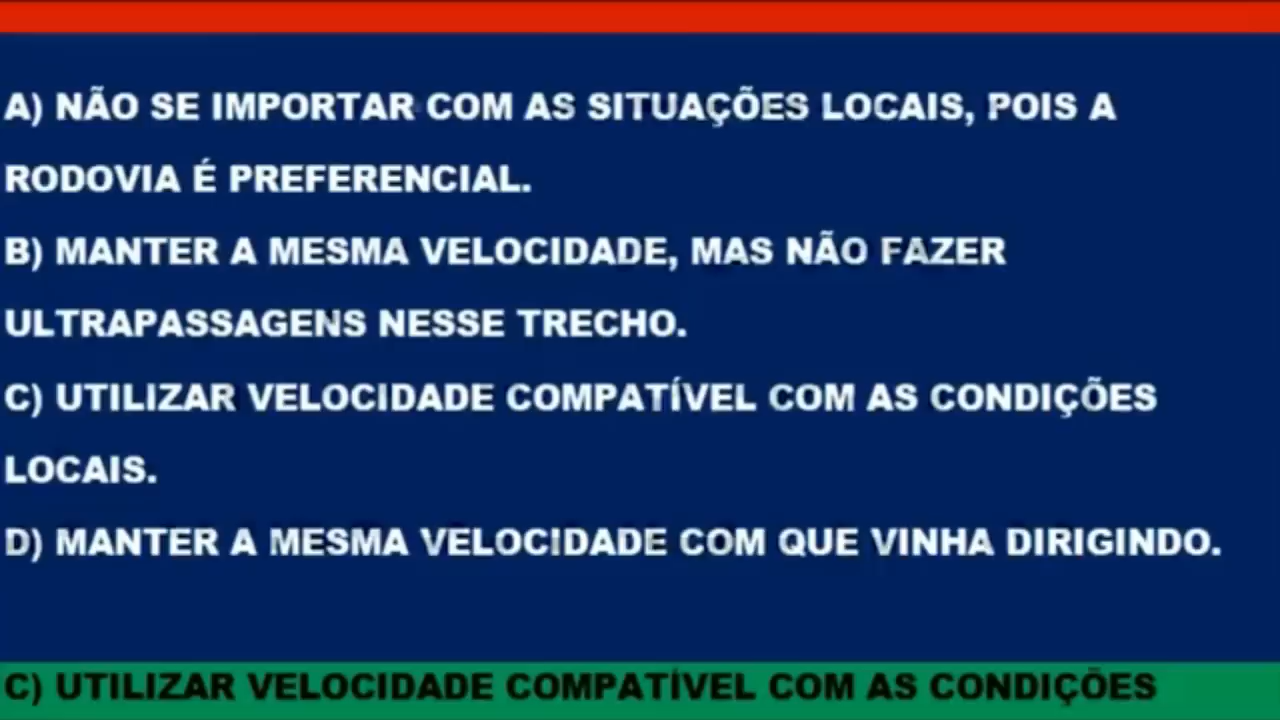 A) NÃO SE IMPORTAR COM AS SITUAÇÕES LOCAIS, POIS A
RODOVIA É PREFERENCIAL.
B) MANTER A MESMA VELOCIDADE, MAS NÃO FAZER
ULTRAPASSAGENS NESSE TRECHO.
C) UTILIZAR VELOCIDADE COMPATÍVEL COM AS CONDIÇÕES
LOCAIS.
D) MANTER A MESMA VELOCIDADE COM QUE VINHA DIRIGINDO.
C) UTILIZAR VELOCIDADE COMPATÍVEL COM AS CONDIÇÕES